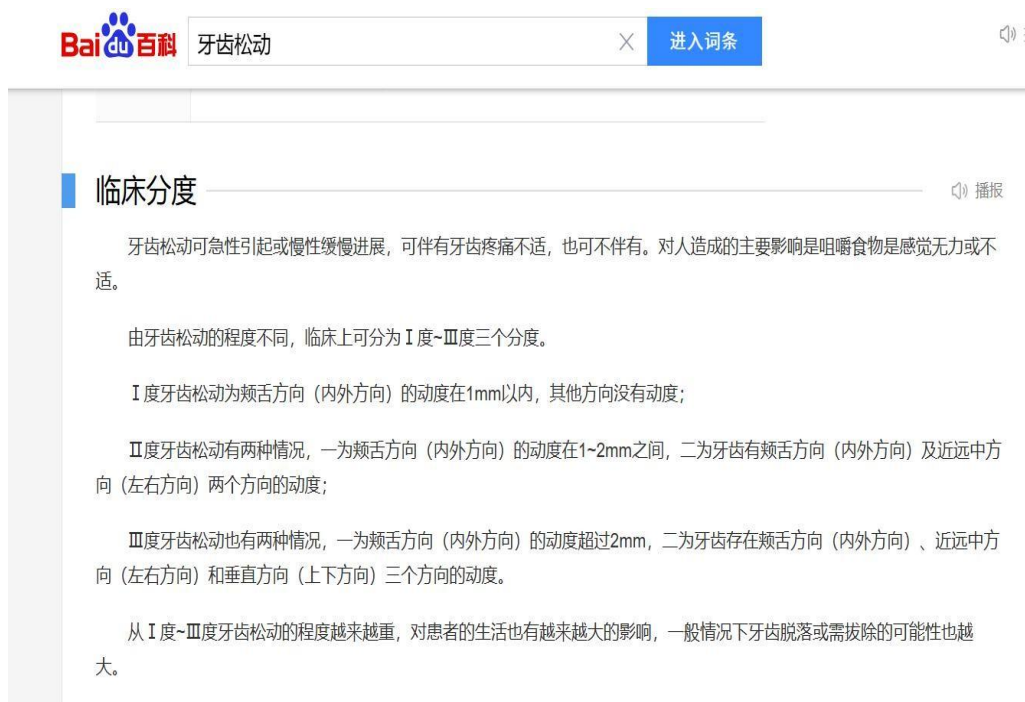 Baidu百科 牙齿松动 进入词条
临床分度 播报
牙齿松动可急性引起或慢性缓慢进展，可伴有牙齿疼痛不适，也可不伴有。对人造成的主要影响是咀嚼食物是感觉无力或不
适。
由牙齿松动的程度不同，临床上可分为Ⅰ度~Ⅲ度三个分度。
Ⅰ度牙齿松动为颊舌方向（内外方向）的动度在1mm以内，其他方向没有动度；
Ⅱ度牙齿松动有两种情况，一为颊舌方向（内外方向）的动度在1~2mm之间，二为牙齿有颊舌方向（内外方向）及近远中方
向（左右方向）两个方向的动度；
Ⅲ度牙齿松动也有两种情况，一为颊舌方向（内外方向）的动度超过2mm，二为牙齿存在颊舌方向（内外方向）、近远中方
向（左右方向）和垂直方向（上下方向）三个方向的动度。
从Ⅰ度~Ⅲ度牙齿松动的程度越来越重，对患者的生活也有越来越大的影响，一般情况下牙齿脱落或需拔除的可能性也越
大。